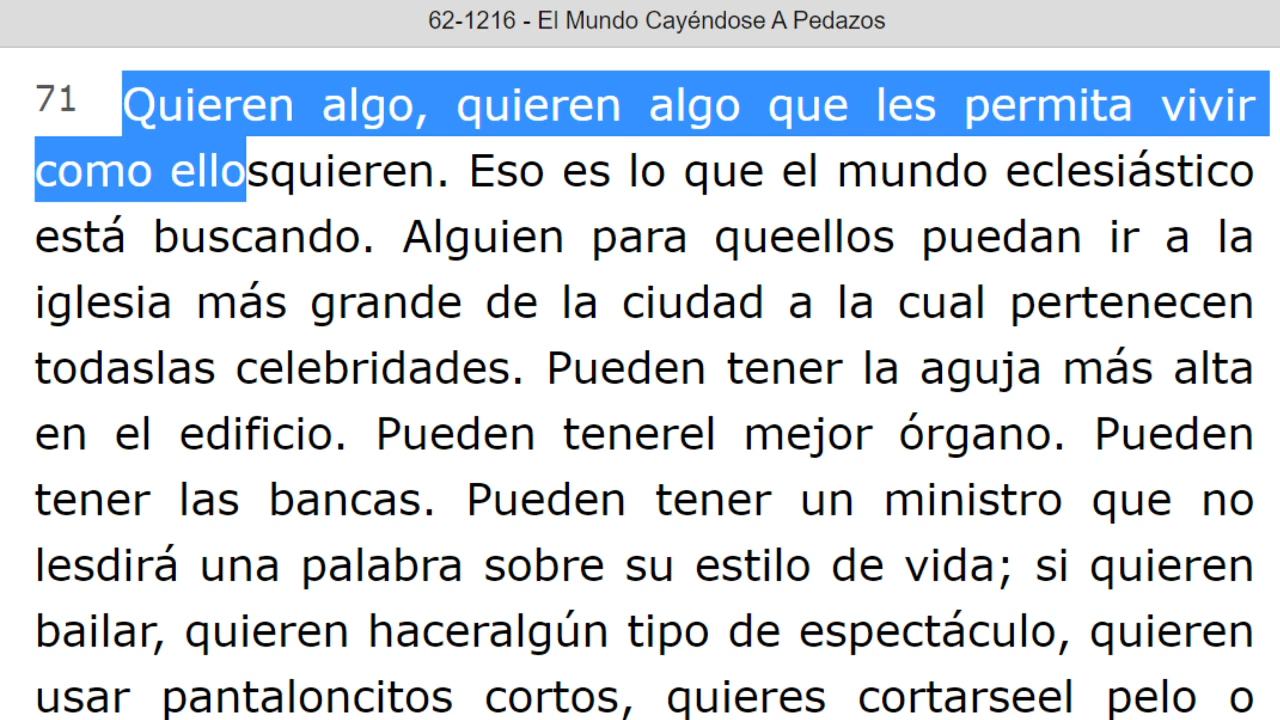 62-1216 - El Mundo Cayéndose A Pedazos
71 Quieren algo, quieren algo que les permita vivir
como ellosquieren. Eso es lo que el mundo eclesiástico
está buscando. Alguien para queellos puedan ir a la
iglesia más grande de la ciudad a la cual pertenecen
todaslas celebridades. Pueden tener la aguja más alta
en el edificio. Pueden tenerel mejor órgano. Pueden
tener las bancas. Pueden tener un ministro que no
lesdirá una palabra sobre su estilo de vida; si quieren
bailar, quieren haceralgún tipo de espectáculo, quieren
usar pantaloncitos cortos, quieres cortarseel pelo o